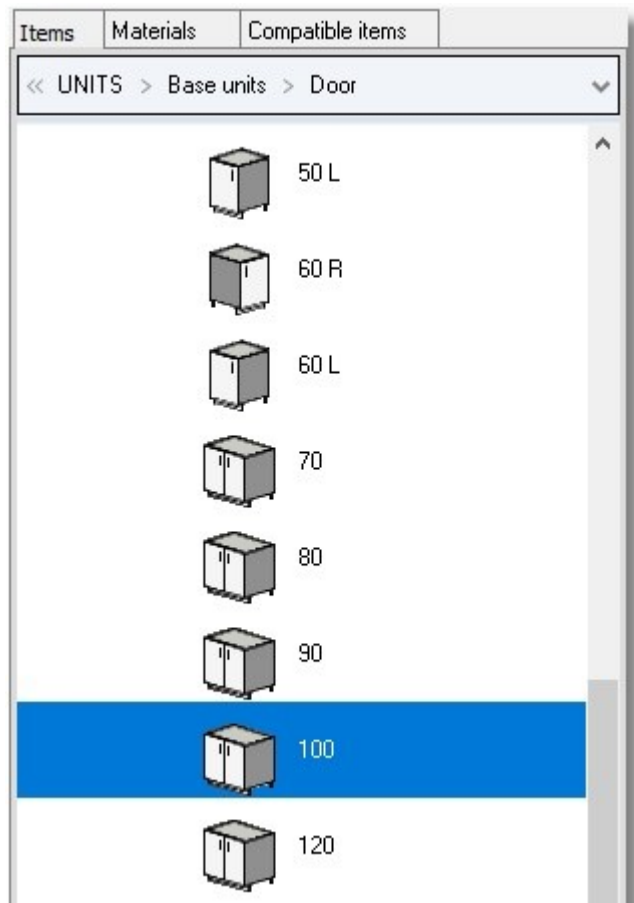 Items Materials Compatible items
« UNITS > Base units > Door
50 L
60 R
60 L
70
80
90
100
120